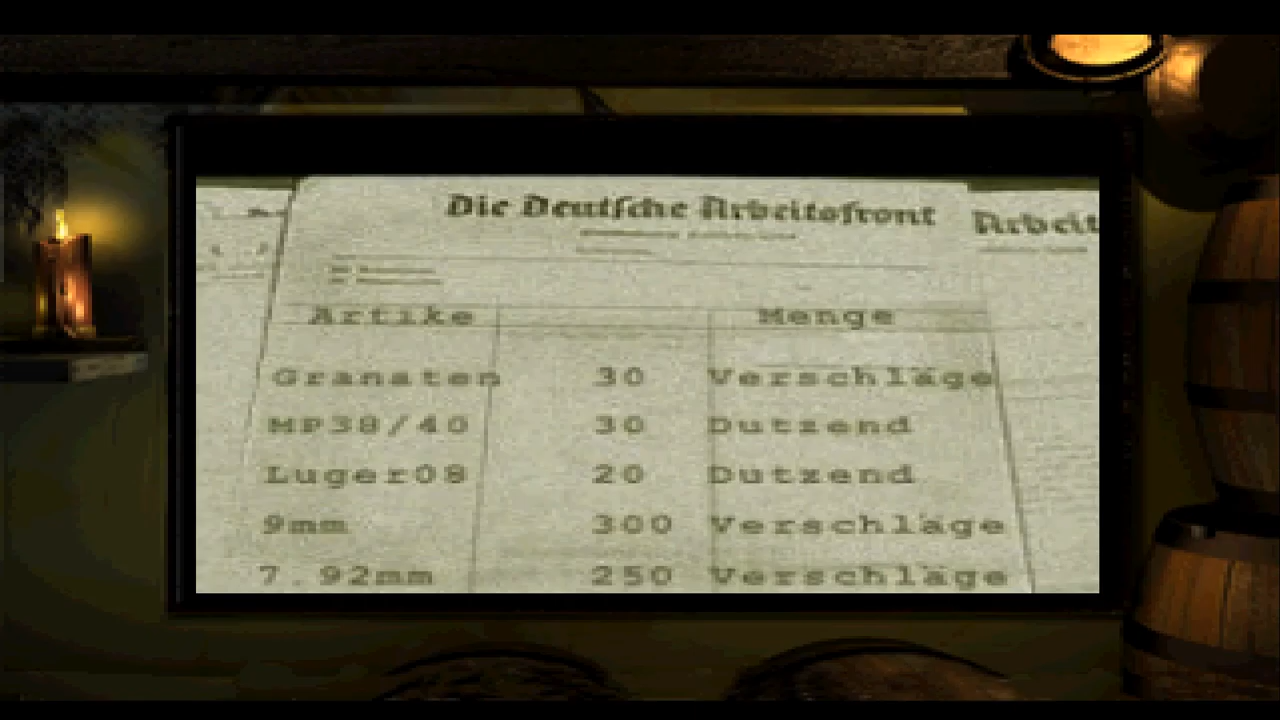 Die Deutſche Arbeitsfront
Arbeit
Artike Menge
Granaten 30 Verschläge
MP38/40 30 Dutzend
Luger08 20 Dutzend
9mm 300 Verschläge
7.92mm 250 Verschläge